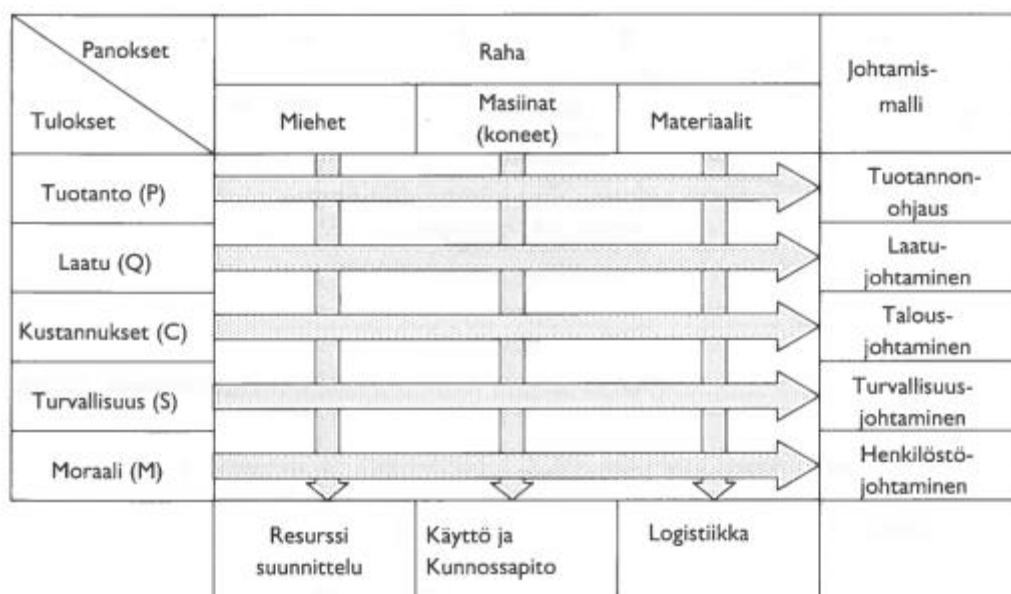 Panokset
Tulokset
Raha
Johtamis-
malli
Miehet
Masiinat
(koneet)
Materiaalit
Tuotanto (P)
Tuotannon-
ohjaus
Laatu (Q)
Laatu-
johtaminen
Kustannukset (C)
Talous-
johtaminen
Turvallisuus (S)
Turvallisuus-
johtaminen
Moraali (M)
Henkilöstö-
johtaminen
Resurssi
suunnittelu
Käyttö ja
Kunnossapito
Logistiikka